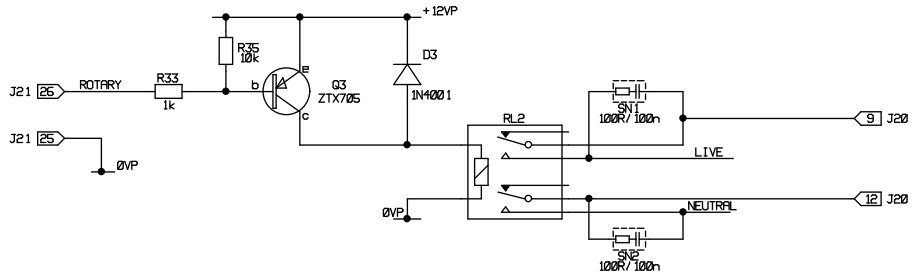 +12VP
R35
10k
D3
e
Q3
ZTX705
b
c
1N4001
J21 26 ROTARY
R33
1k
J21 25
0VP
RL2
SN1
100R/100n
9 J20
LIVE
12 J20
NEUTRAL
0VP
SN2
100R/100n